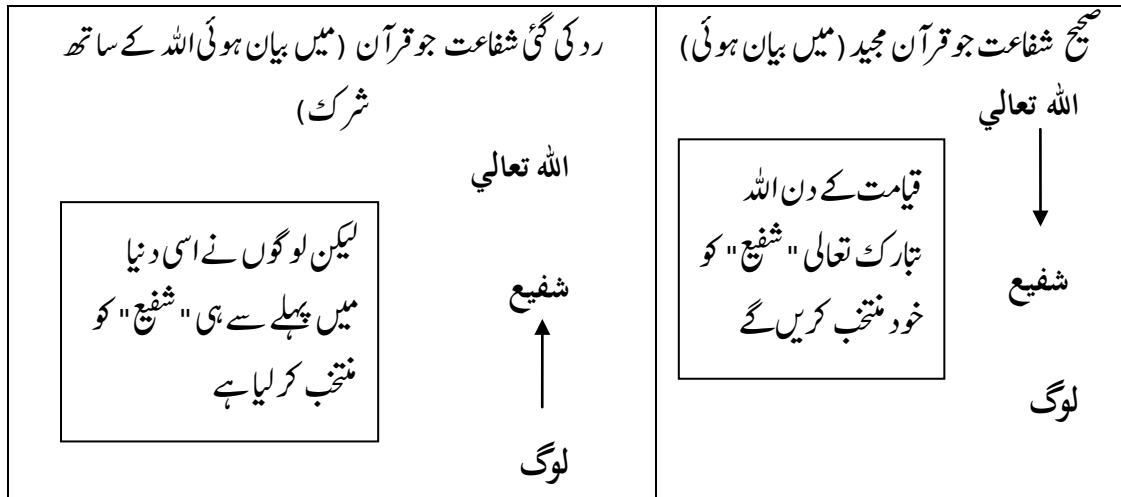 صحیح شفاعت جو قرآن مجید (میں بیان ہوئی)
الله تعالي
قیامت کے دن اللہ
تبارک تعالی "شفیع" کو
خود منتخب کریں گے
شفیع
لوگ
رد کی گئی شفاعت جو قرآن (میں بیان ہوئی اللہ کے ساتھ
شرک)
الله تعالي
لیکن لوگوں نے اسی دنیا
میں پہلے سے ہی "شفیع" کو
منتخب کر لیا ہے
شفیع
لوگ